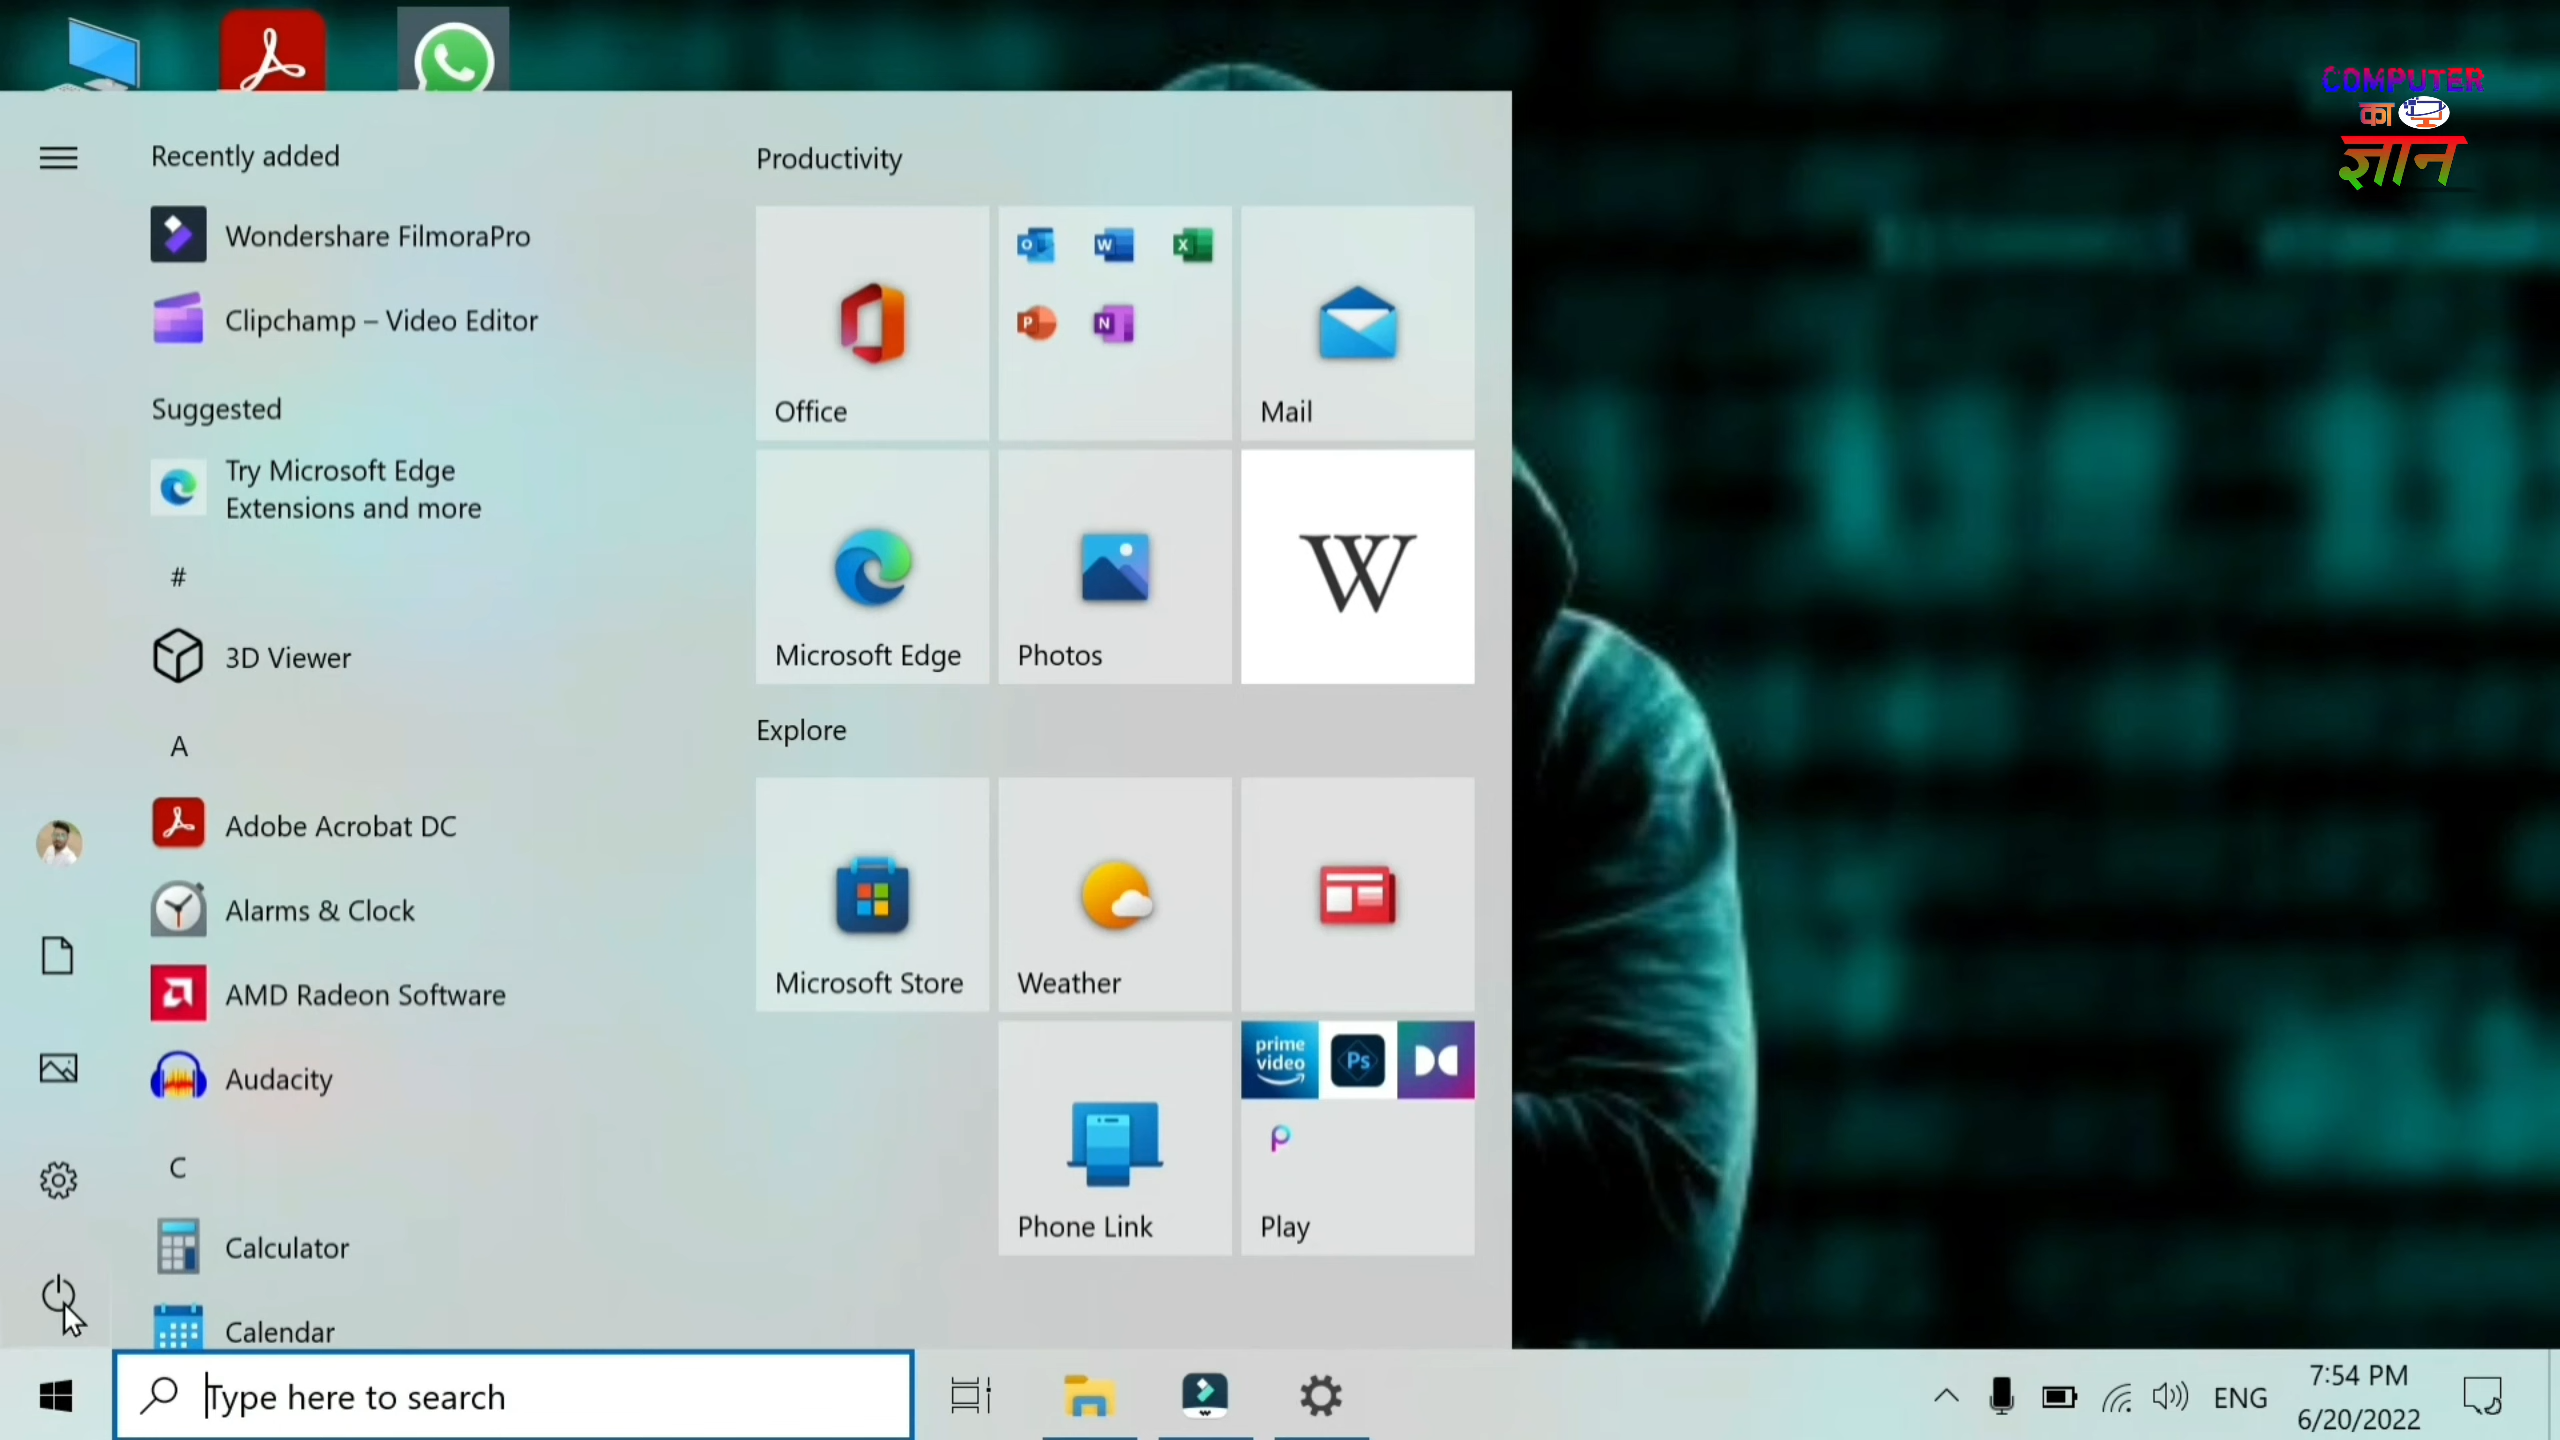 COMPUTER
का
ज्ञान
Recently added
Wondershare FilmoraPro
Clipchamp – Video Editor
Suggested
Try Microsoft Edge
Extensions and more
#
3D Viewer
A
Adobe Acrobat DC
Alarms & Clock
AMD Radeon Software
Audacity
C
Calculator
Calendar
Productivity
Office
O
W
X
P
N
Mail
Microsoft Edge
Photos
W
Explore
Microsoft Store
Weather
Phone Link
prime
video
Ps
Play
Type here to search
ENG
7:54 PM
6/20/2022